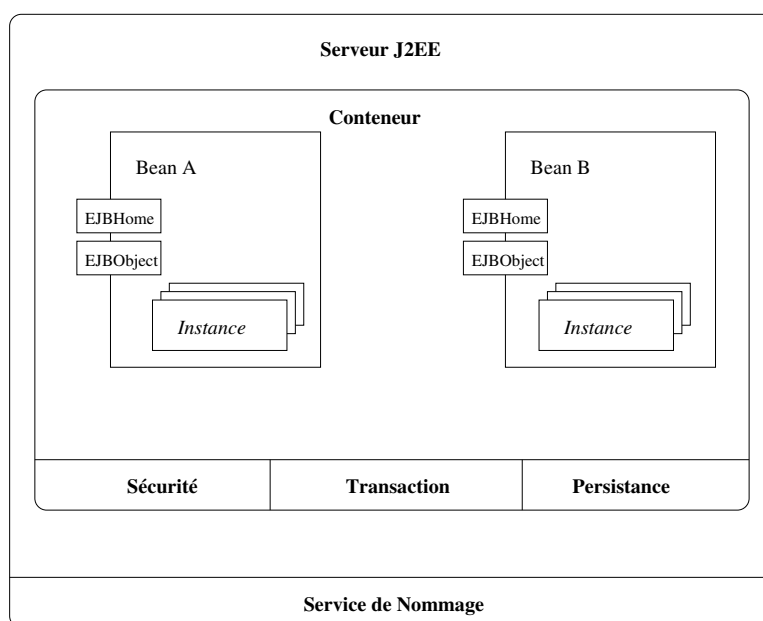 Serveur J2EE
Conteneur
Bean A
EJBHome
EJBObject
Instance
Bean B
EJBHome
EJBObject
Instance
Sécurité
Transaction
Persistance
Service de Nommage